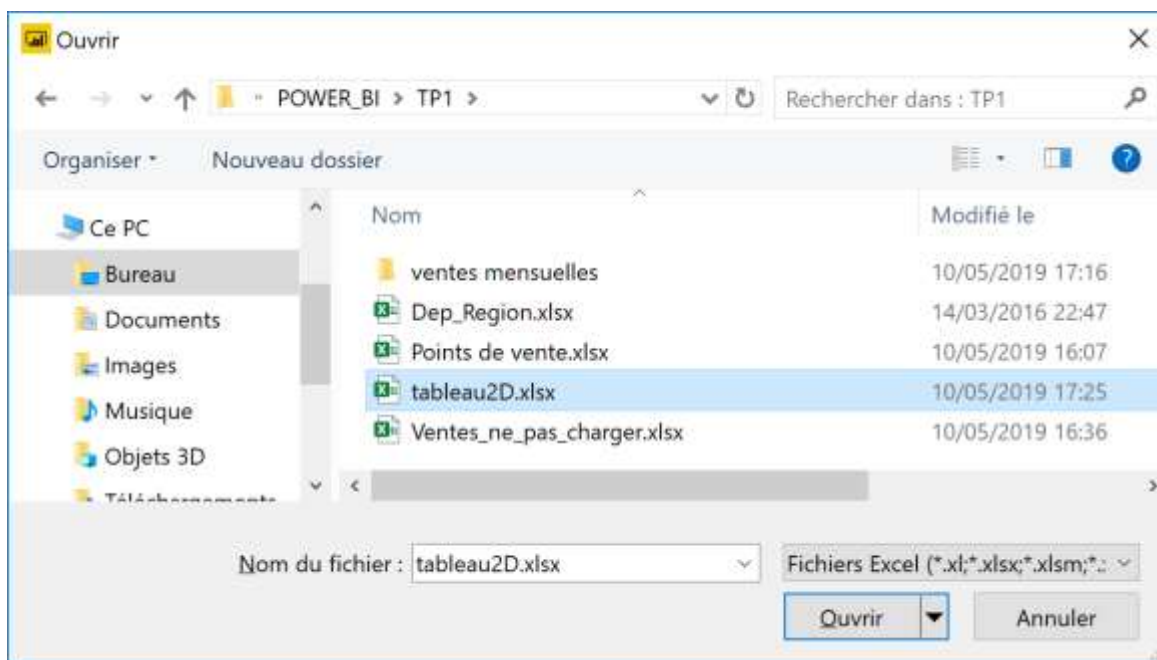 Ouvrir
POWER_BI > TP1 >
Rechercher dans : TP1
Organiser
Nouveau dossier
Nom
Modifié le
Ce PC
Bureau
Documents
Images
Musique
Objets 3D
Téléchargements
ventes mensuelles 10/05/2019 17:16
Dep_Region.xlsx 14/03/2016 22:47
Points de vente.xlsx 10/05/2019 16:07
tableau2D.xlsx 10/05/2019 17:25
Ventes_ne_pas_charger.xlsx 10/05/2019 16:36
Nom du fichier : tableau2D.xlsx
Fichiers Excel (*.xl;*.xlsx;*.xlsm;*.:
Ouvrir
Annuler